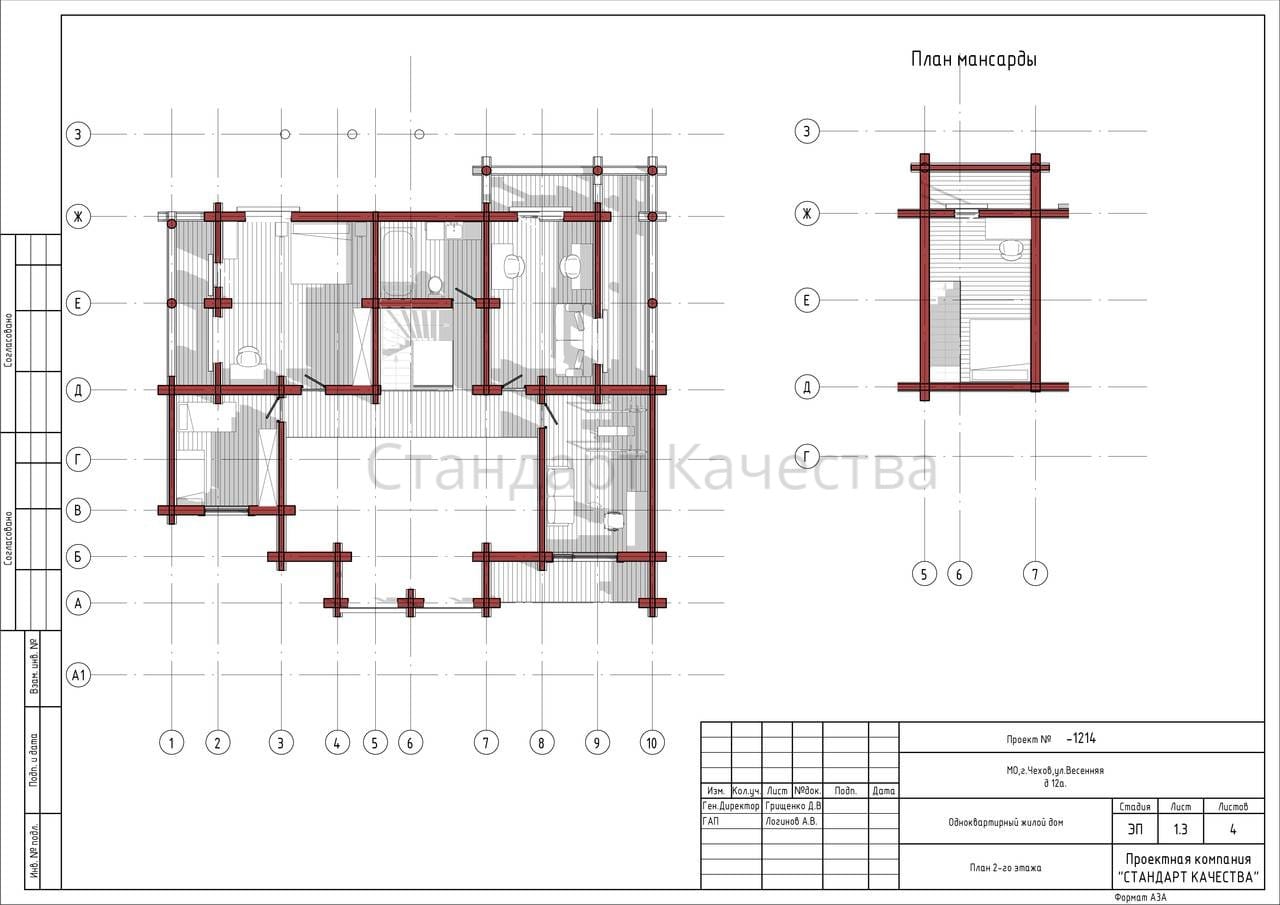 План мансарды
З
Ж
Е
Д
Г
В
Б
А
А1
1 2 3 4 5 6 7 8 9 10
З
Ж
Е
Д
Г
5 6 7
Стандарт Качества
Согласовано
Согласовано
Взам. инв. №
Подп. и дата
Инв. № подл.
Изм. Кол.уч. Лист №док. Подп. Дата
Ген.Директор Грищенко Д.В
ГАП Логинов А.В.
Проект № -1214
МО,г.Чехов,ул.Весенняя
д 12а.
Одноквартирный жилой дом
Стадия Лист Листов
ЭП 1.3 4
План 2-го этажа
Проектная компания
"СТАНДАРТ КАЧЕСТВА"
Формат А3А